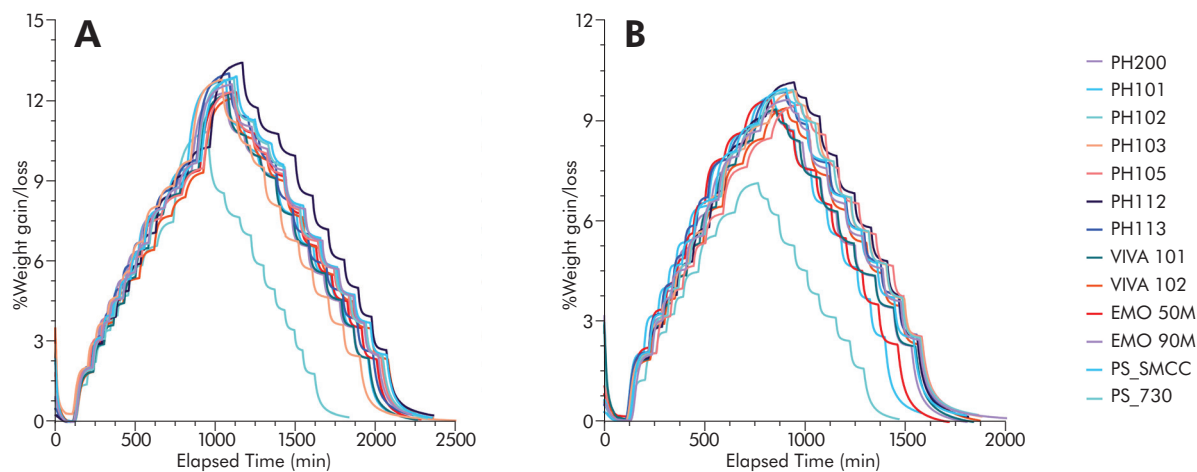 A
%Weight gain/loss
15
12
9
6
3
0
0 500 1000 1500 2000 2500
Elapsed Time (min)
B
%Weight gain/loss
12
9
6
3
0
0 500 1000 1500 2000
Elapsed Time (min)
PH200
PH101
PH102
PH103
PH105
PH112
PH113
VIVA 101
VIVA 102
EMO 50M
EMO 90M
PS_SMCC
PS_730